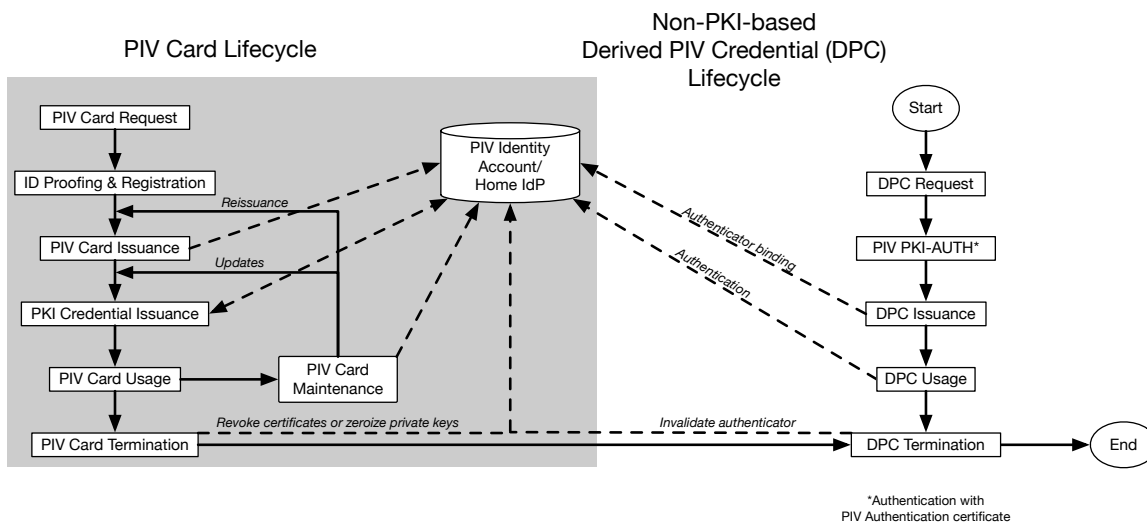 PIV Card Lifecycle
Non-PKI-based
Derived PIV Credential (DPC)
Lifecycle
PIV Card Request
ID Proofing & Registration
Reissuance
PIV Card Issuance
Updates
PKI Credential Issuance
PIV Card Usage
PIV Card
Maintenance
Revoke certificates or zeroize private keys
PIV Card Termination
PIV Identity
Account/
Home IdP
Authenticator binding
Authentication
Invalidate authenticator
Start
DPC Request
PIV PKI-AUTH*
DPC Issuance
DPC Usage
DPC Termination
End
*Authentication with
PIV Authentication certificate